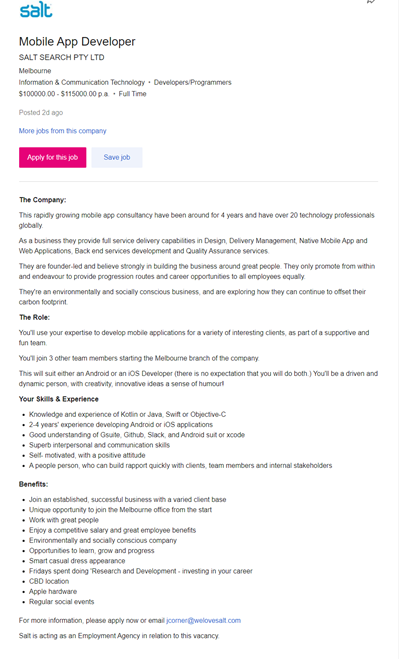 salt
Mobile App Developer
SALT SEARCH PTY LTD
Melbourne
Information & Communication Technology • Developers/Programmers
$100000.00 - $115000.00 p.a. • Full Time
Posted 2d ago
More jobs from this company
Apply for this job
Save job
The Company:
This rapidly growing mobile app consultancy have been around for 4 years and have over 20 technology professionals
globally.
As a business they provide full service delivery capabilities in Design, Delivery Management, Native Mobile App and
Web Applications, Back end services development and Quality Assurance services.
They are founder-led and believe strongly in building the business around great people. They only promote from within
and endeavour to provide progression routes and career opportunities to all employees equally.
They're an environmentally and socially conscious business, and are exploring how they can continue to offset their
carbon footprint.
The Role:
You'll use your expertise to develop mobile applications for a variety of interesting clients, as part of a supportive and
fun team.
You'll join 3 other team members starting the Melbourne branch of the company.
This will suit either an Android or an iOS Developer (there is no expectation that you will do both.) You'll be a driven and
dynamic person, with creativity, innovative ideas a sense of humour!
Your Skills & Experience
• Knowledge and experience of Kotlin or Java, Swift or Objective-C
• 2-4 years' experience developing Android or iOS applications
• Good understanding of Gsuite, Github, Slack, and Android suit or xcode
• Superb interpersonal and communication skills
• Self- motivated, with a positive attitude
• A people person, who can build rapport quickly with clients, team members and internal stakeholders.
Benefits:
• Join an established, successful business with a varied client base
• Unique opportunity to join the Melbourne office from the start
• Work with great people
• Enjoy a competitive salary and great employee benefits
• Environmentally and socially conscious company
• Opportunities to learn, grow and progress
• Smart casual dress appearance
• Fridays spent doing 'Research and Development - investing in your career
• CBD location
• Apple hardware
• Regular social events
For more information, please apply now or email jcorner@welovesalt.com
Salt is acting as an Employment Agency in relation to this vacancy.